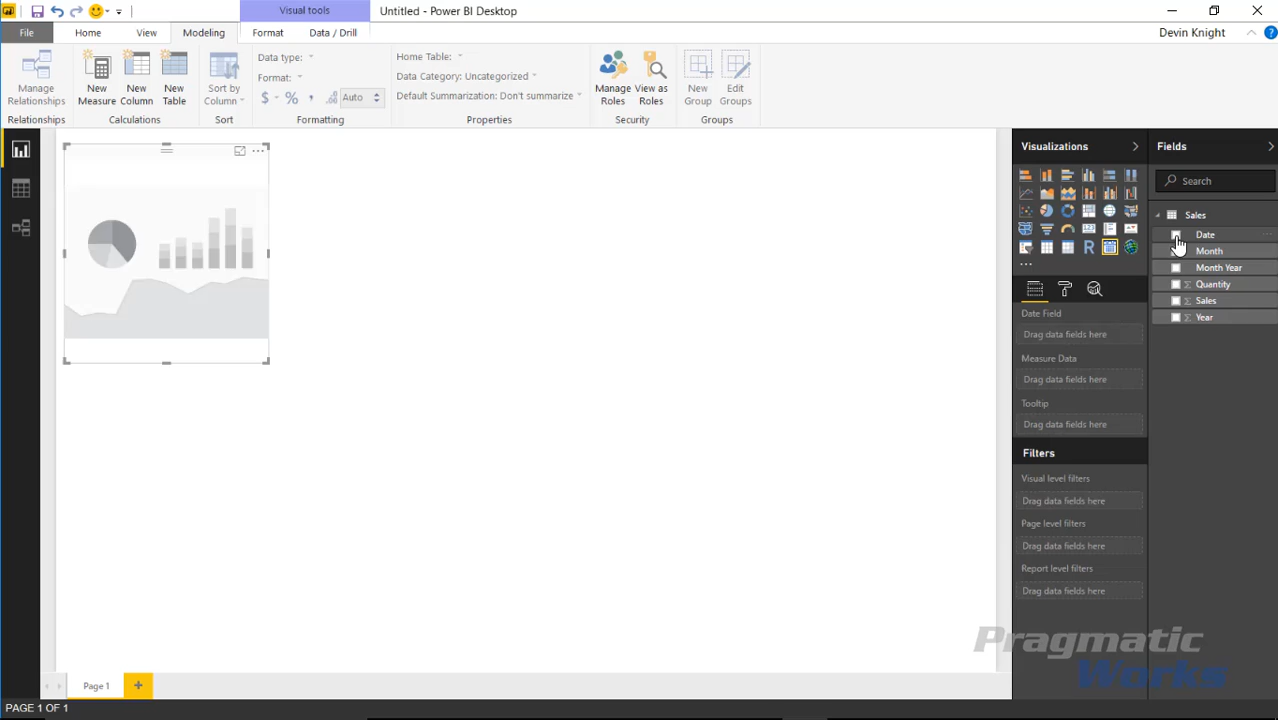 Visual tools
Untitled - Power BI Desktop
File
Home
View
Modeling
Format
Data / Drill
Devin Knight
Manage
Relationships
Relationships
New
Measure
New
Column
New
Table
Calculations
Sort by
Column
Sort
Data type:
Format:
$ % , .00 Auto
Formatting
Home Table:
Data Category: Uncategorized
Default Summarization: Don't summarize
Properties
Manage
Roles
View as
Roles
Security
New
Group
Edit
Groups
Groups
Visualizations
R
Date Field
Drag data fields here
Measure Data
Drag data fields here
Tooltip
Drag data fields here
Filters
Visual level filters
Drag data fields here
Page level filters
Drag data fields here
Report level filters
Drag data fields here
Fields
Search
Sales
Date
Month
Month Year
Σ Quantity
Σ Sales
Σ Year
Pragmatic
Works
Page 1
PAGE 1 OF 1